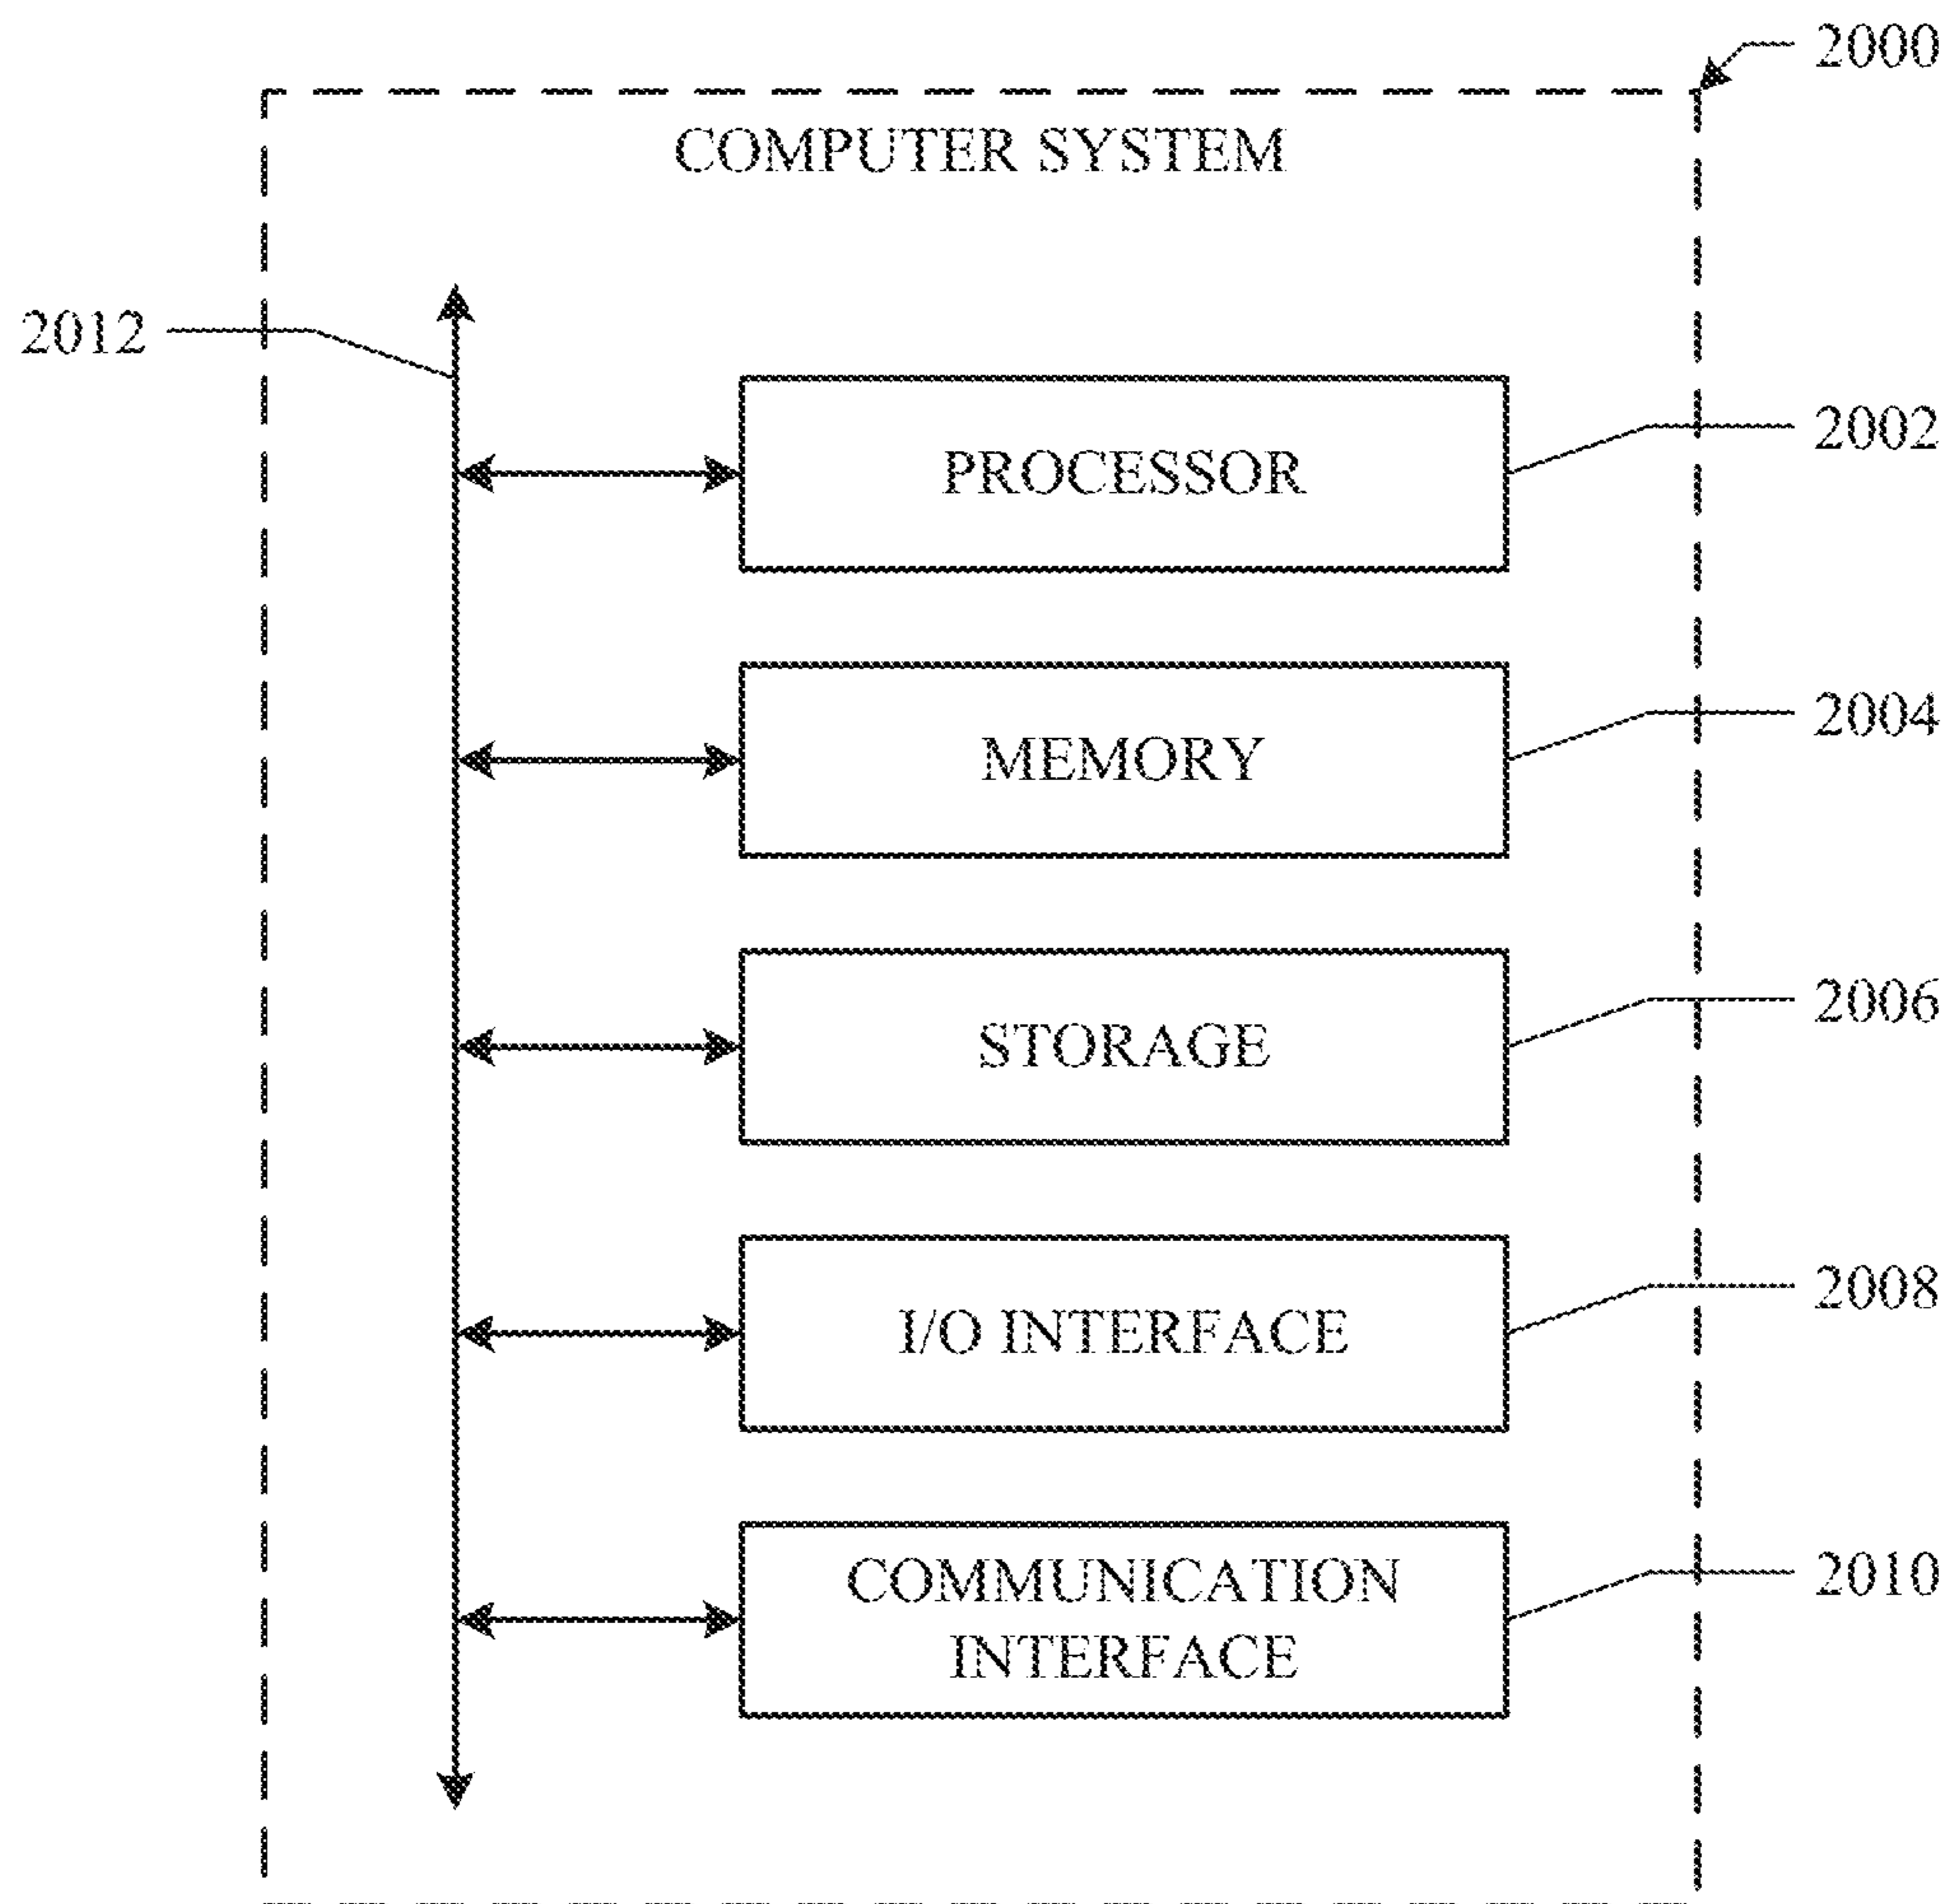 2000
COMPUTER SYSTEM
2012
PROCESSOR
2002
MEMORY
2004
STORAGE
2006
I/O INTERFACE
2008
COMMUNICATION
INTERFACE
2010